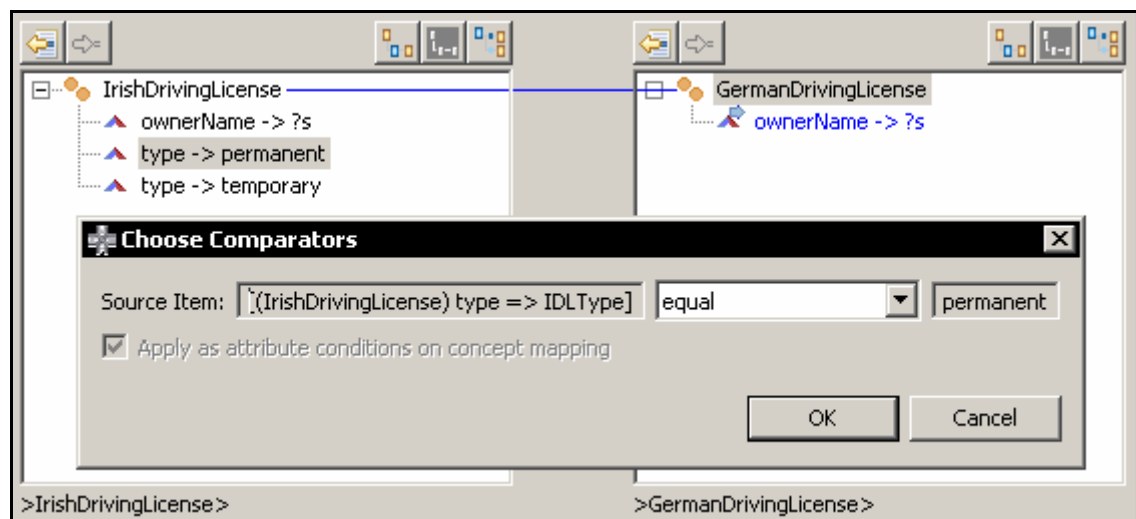 IrishDrivingLicense
ownerName -> ?s
type -> permanent
type -> temporary
GermanDrivingLicense
ownerName -> ?s
Choose Comparators
Source Item: [(IrishDrivingLicense) type => IDLType] equal permanent
Apply as attribute conditions on concept mapping
OK Cancel
>IrishDrivingLicense>
>GermanDrivingLicense>